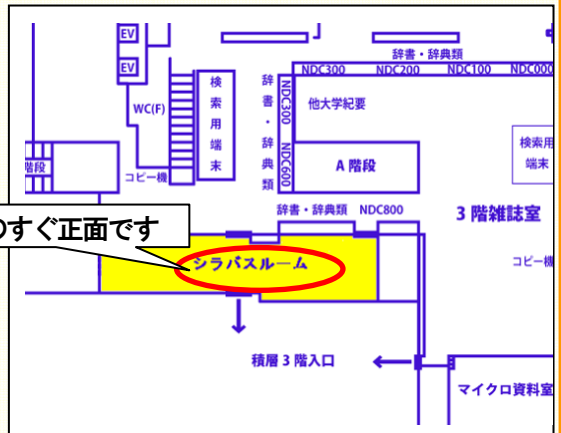 EV
辞書・辞典類
EV
NDC300 NDC200 NDC100 NDC000
WC(F)
検索用端末
辞書・辞典類
NDC300
NDC600
他大学紀要
検索用端末
階段
コピー機
A階段
辞書・辞典類 NDC800
3階雑誌室
のすぐ正面です
シラバスルーム
コピー機
積層3階入口
マイクロ資料室